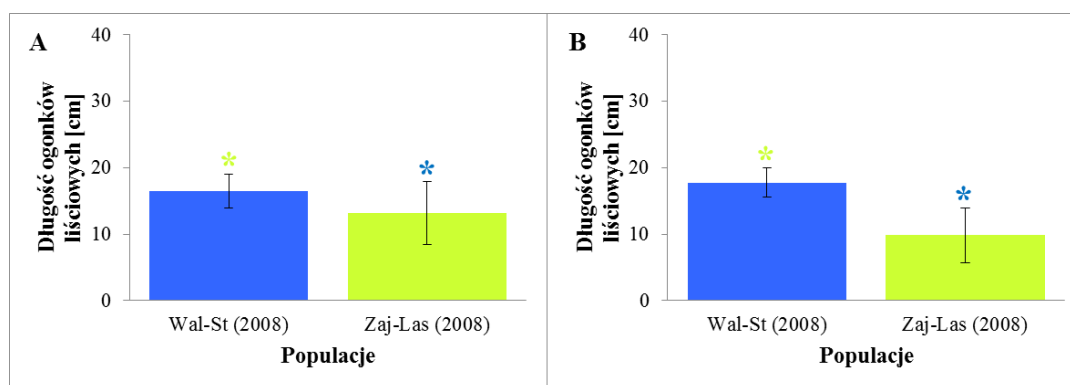 A
Długość ogonków
liściowych [cm]
40
30
20
10
0
*
*
Wal-St (2008)
Zaj-Las (2008)
Populacje
B
Długość ogonków
liściowych [cm]
40
30
20
10
0
*
*
Wal-St (2008)
Zaj-Las (2008)
Populacje